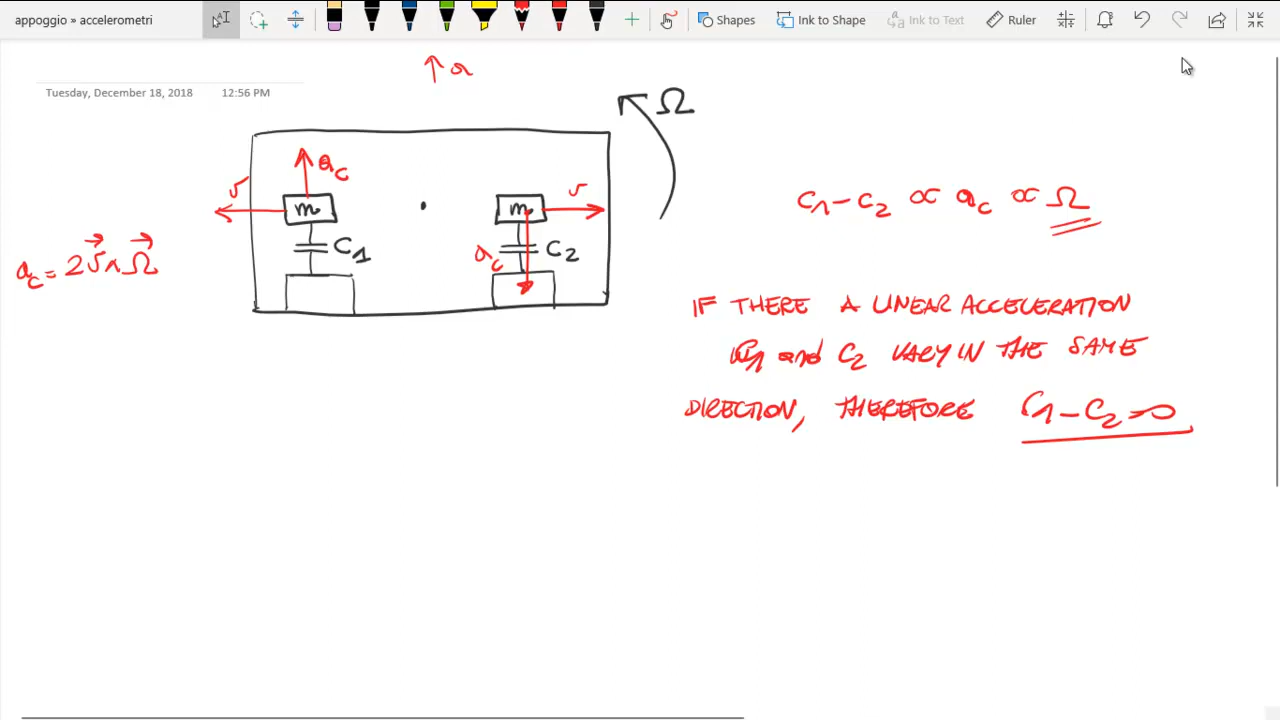 appoggio » accelerometri
Shapes
Ink to Shape
Ink to Text
Ruler
Tuesday, December 18, 2018 12:56 PM
↑ a
Ω
a_c
v
m
m
v
C1
a_c
C2
a_c = 2 v ∧ Ω
C1 - C2 ∝ a_c ∝ Ω
IF THERE A LINEAR ACCELERATION
C1 and C2 VARY IN THE SAME
DIRECTION, THEREFORE C1 - C2 = 0